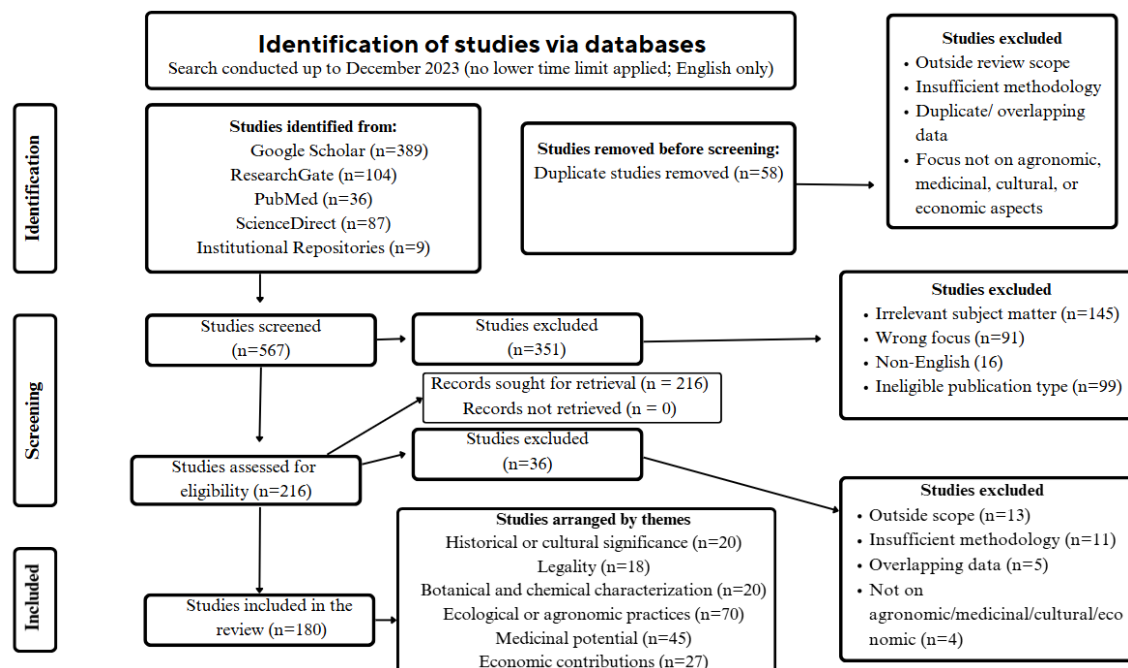 Identification of studies via databases
Search conducted up to December 2023 (no lower time limit applied; English only)
Studies excluded
• Outside review scope
• Insufficient methodology
• Duplicate/ overlapping
data
• Focus not on agronomic,
medicinal, cultural, or
economic aspects
Identification
Studies identified from:
Google Scholar (n=389)
ResearchGate (n=104)
PubMed (n=36)
ScienceDirect (n=87)
Institutional Repositories (n=9)
Studies removed before screening:
Duplicate studies removed (n=58)
Screening
Studies screened
(n=567)
Studies excluded
(n=351)
Studies excluded
• Irrelevant subject matter (n=145)
• Wrong focus (n=91)
• Non-English (16)
• Ineligible publication type (n=99)
Records sought for retrieval (n = 216)
Records not retrieved (n = 0)
Studies assessed for
eligibility (n=216)
Studies excluded
(n=36)
Studies excluded
• Outside scope (n=13)
• Insufficient methodology (n=11)
• Overlapping data (n=5)
• Not on
agronomic/medicinal/cultural/eco
nomic (n=4)
Included
Studies included in the
review (n=180)
Studies arranged by themes
Historical or cultural significance (n=20)
Legality (n=18)
Botanical and chemical characterization (n=20)
Ecological or agronomic practices (n=70)
Medicinal potential (n=45)
Economic contributions (n=27)